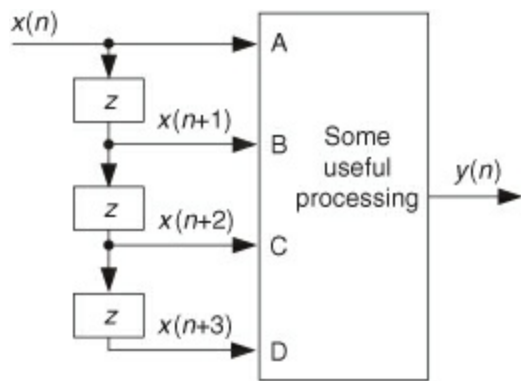 x(n)
A
z
x(n+1)
B
Some
useful
processing
y(n)
z
x(n+2)
C
z
x(n+3)
D